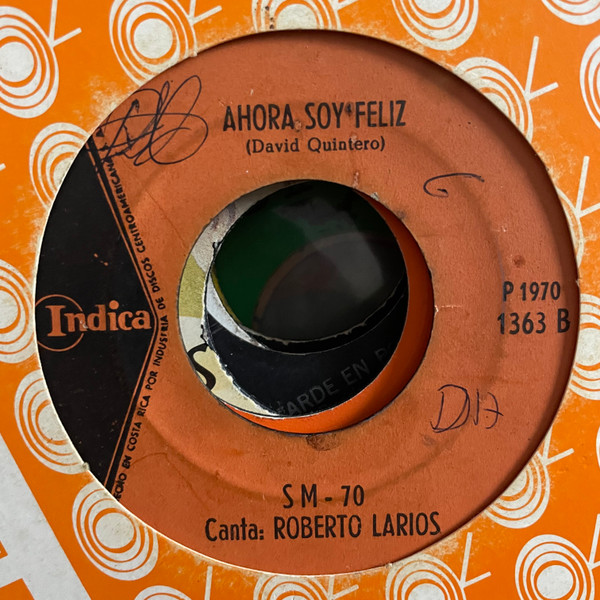 AHORA SOY FELIZ
(David Quintero)
Indica
P 1970
1363 B
COSTA RICA POR INDUSTRIA DE DISCOS CENTROAMERICANA
ARDE EN
S M - 70
Canta: ROBERTO LARIOS